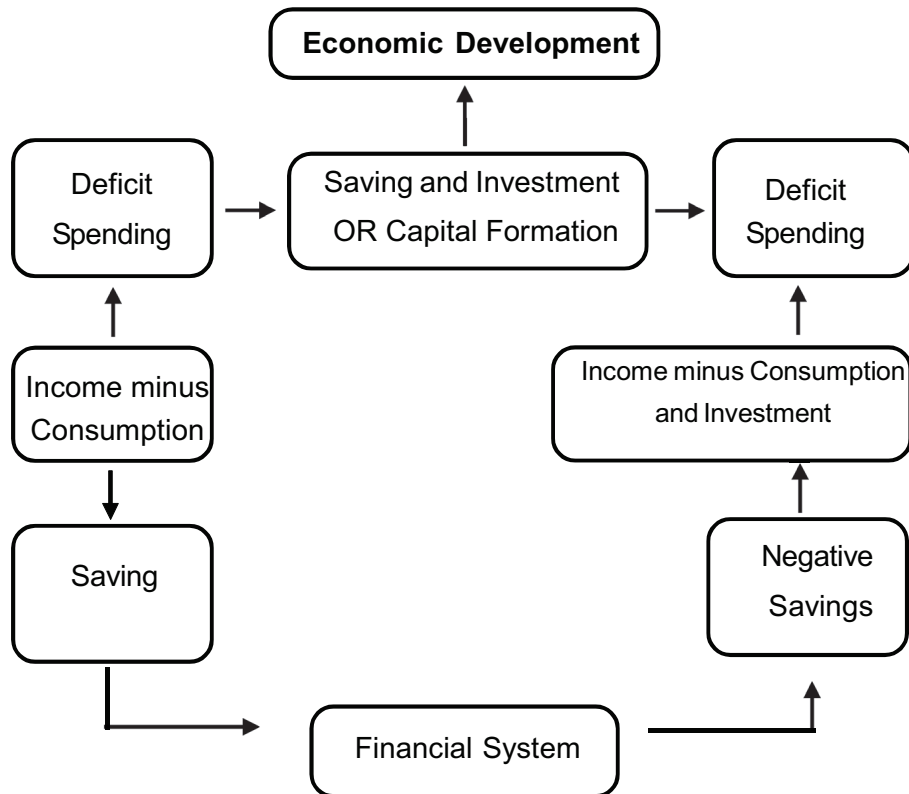 Economic Development
Deficit
Spending
Saving and Investment
OR Capital Formation
Deficit
Spending
Income minus
Consumption
Income minus Consumption
and Investment
Saving
Negative
Savings
Financial System